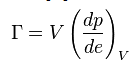 Γ = V (dp/de)_V